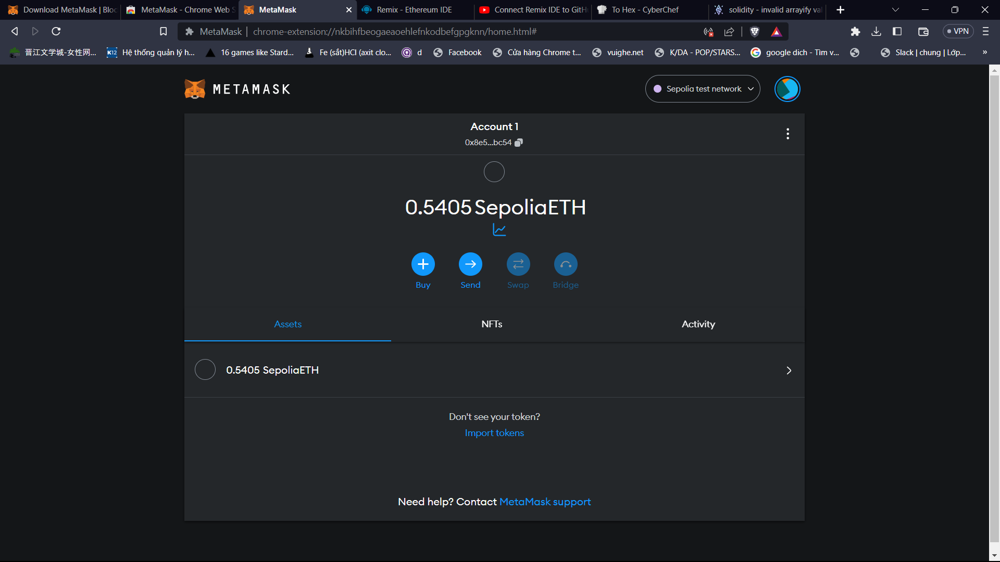 Download MetaMask | Bloc
MetaMask - Chrome Web S
MetaMask
Remix - Ethereum IDE
Connect Remix IDE to GitH
To Hex - CyberChef
solidity - invalid arrayify val
MetaMask
chrome-extension://nkbihfbeogaeaoehlefnkodbefgpgknn/home.html#
VPN
晋江文学城-女性网...
K12
Hệ thống quản lý h...
16 games like Stard...
Fe (sắt)HCl (axit clo...
d
Facebook
Cửa hàng Chrome t...
vuighe.net
K/DA - POP/STARS...
google dich - Tìm v...
Slack | chung | Lớp...
»
METAMASK
Sepolia test network
Account 1
0x8e5...bc54
0.5405 SepoliaETH
Buy
Send
Swap
Bridge
Assets
NFTs
Activity
0.5405 SepoliaETH
Don't see your token?
Import tokens
Need help? Contact MetaMask support